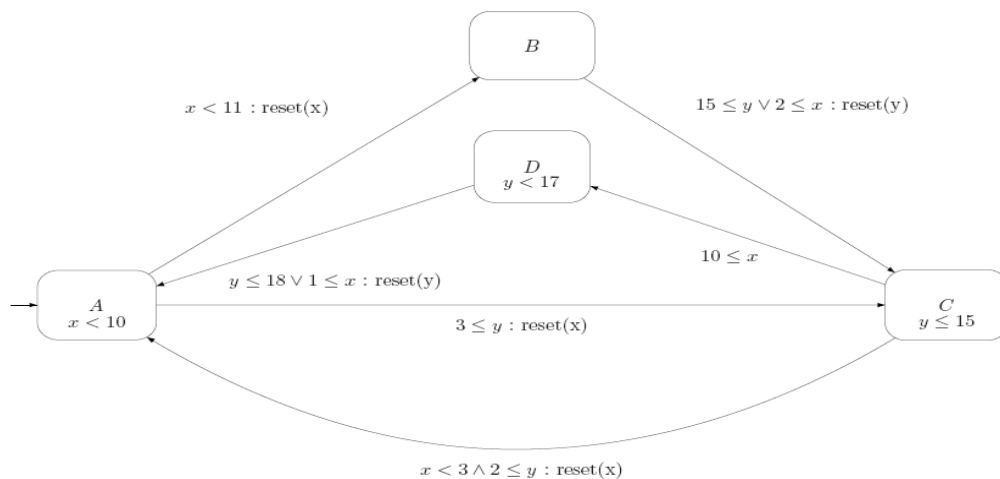 B
x < 11 : reset(x)
15 ≤ y ∨ 2 ≤ x : reset(y)
D
y < 17
10 ≤ x
y ≤ 18 ∨ 1 ≤ x : reset(y)
A
x < 10
C
y ≤ 15
3 ≤ y : reset(x)
x < 3 ∧ 2 ≤ y : reset(x)